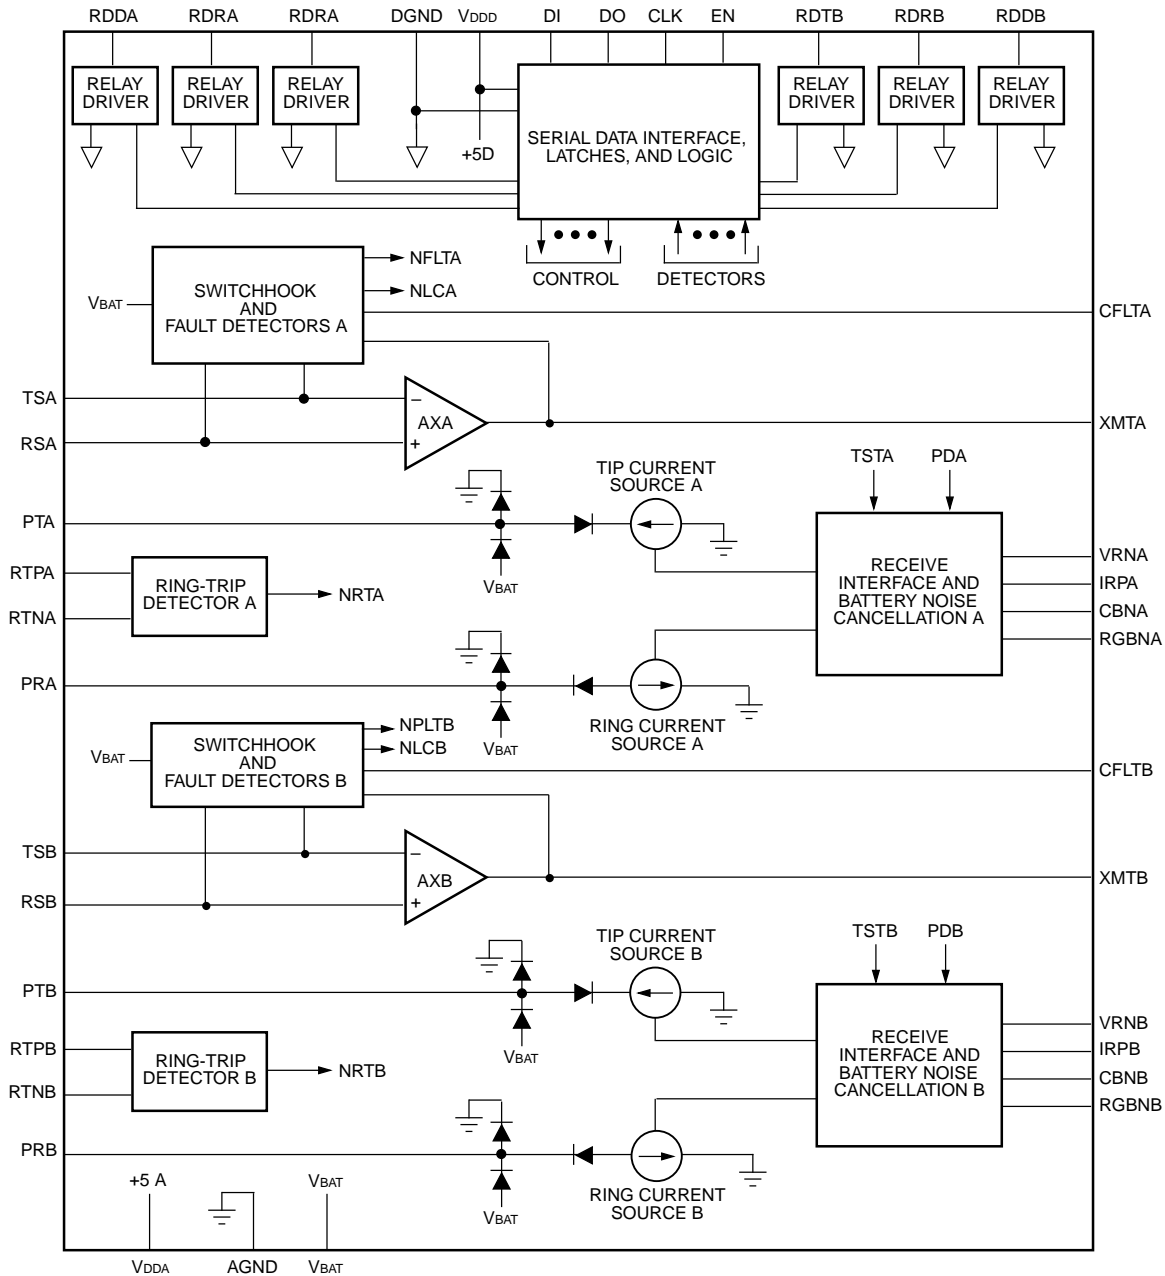 RDDA RDRA RDRA DGND VDDD DI DO CLK EN RDTB RDRB RDDB
RELAY
DRIVER
RELAY
DRIVER
RELAY
DRIVER
+5D
SERIAL DATA INTERFACE,
LATCHES, AND LOGIC
RELAY
DRIVER
RELAY
DRIVER
RELAY
DRIVER
CONTROL
DETECTORS
VBAT
SWITCHHOOK
AND
FAULT DETECTORS A
NFLTA
NLCA
CFLTA
TSA
RSA
−
AXA
+
XMTA
PTA
VBAT
TIP CURRENT
SOURCE A
TSTA PDA
RECEIVE
INTERFACE AND
BATTERY NOISE
CANCELLATION A
VRNA
IRPA
CBNA
RGBNA
RTPA
RTNA
RING-TRIP
DETECTOR A
NRTA
PRA
VBAT
RING CURRENT
SOURCE A
VBAT
SWITCHHOOK
AND
FAULT DETECTORS B
NPLTB
NLCB
CFLTB
TSB
RSB
−
AXB
+
XMTB
PTB
VBAT
TIP CURRENT
SOURCE B
TSTB PDB
RECEIVE
INTERFACE AND
BATTERY NOISE
CANCELLATION B
VRNB
IRPB
CBNB
RGBNB
RTPB
RTNB
RING-TRIP
DETECTOR B
NRTB
PRB
VBAT
RING CURRENT
SOURCE B
+5 A
VBAT
VDDA AGND VBAT